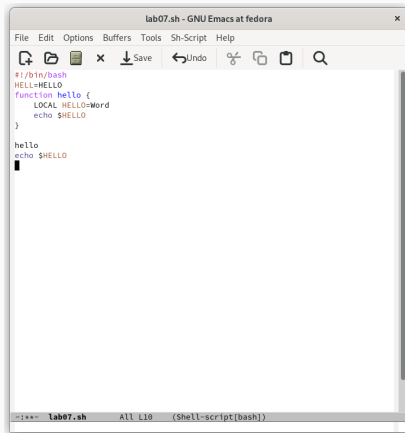 lab07.sh - GNU Emacs at fedora ×
File Edit Options Buffers Tools Sh-Script Help
Save Undo
#!/bin/bash
HELL=HELLO
function hello {
    LOCAL HELLO=Word
    echo $HELLO
}
hello
echo $HELLO
-:**- lab07.sh All L10 (Shell-script[bash])